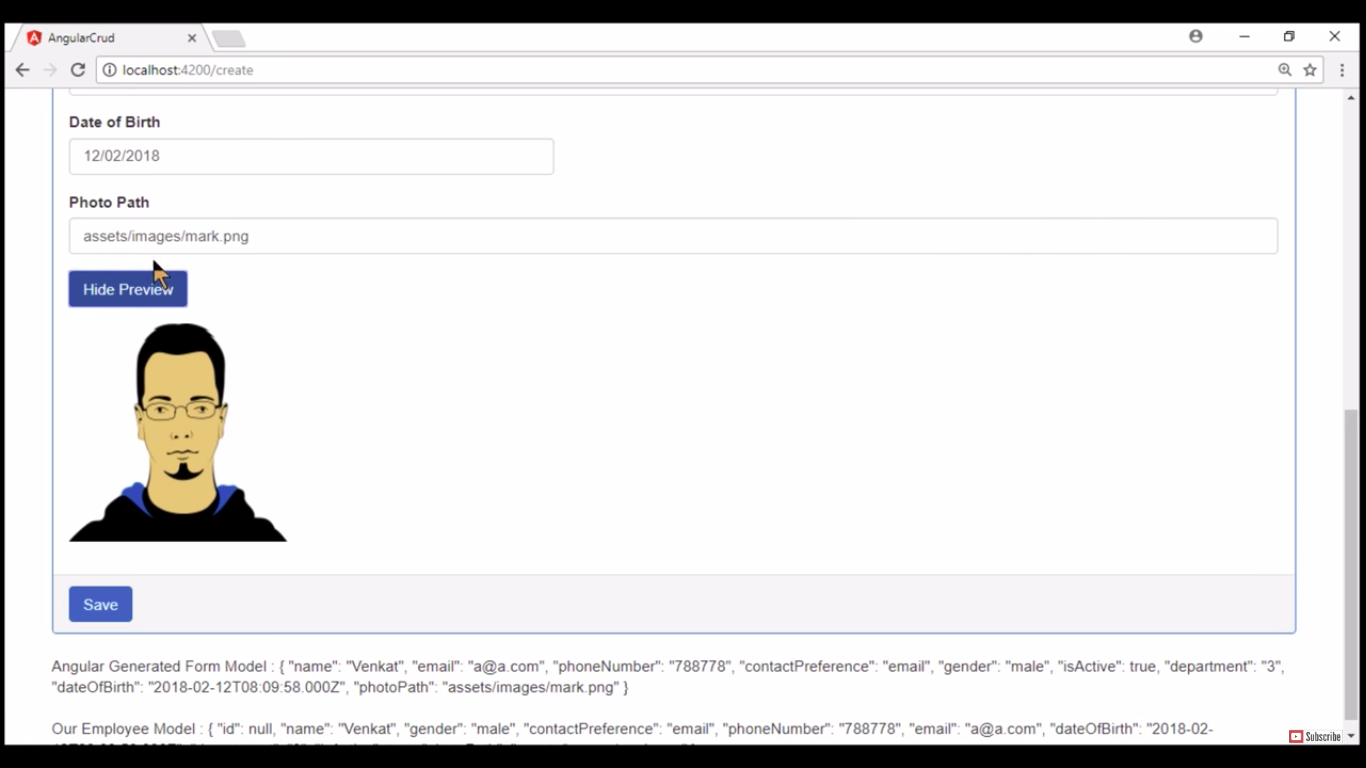 AngularCrud
localhost:4200/create
Date of Birth
12/02/2018
Photo Path
assets/images/mark.png
Hide Preview
Save
Angular Generated Form Model : { "name": "Venkat", "email": "a@a.com", "phoneNumber": "788778", "contactPreference": "email", "gender": "male", "isActive": true, "department": "3",
"dateOfBirth": "2018-02-12T08:09:58.000Z", "photoPath": "assets/images/mark.png" }
Our Employee Model : { "id": null, "name": "Venkat", "gender": "male", "contactPreference": "email", "phoneNumber": "788778", "email": "a@a.com", "dateOfBirth": "2018-02-
Subscribe